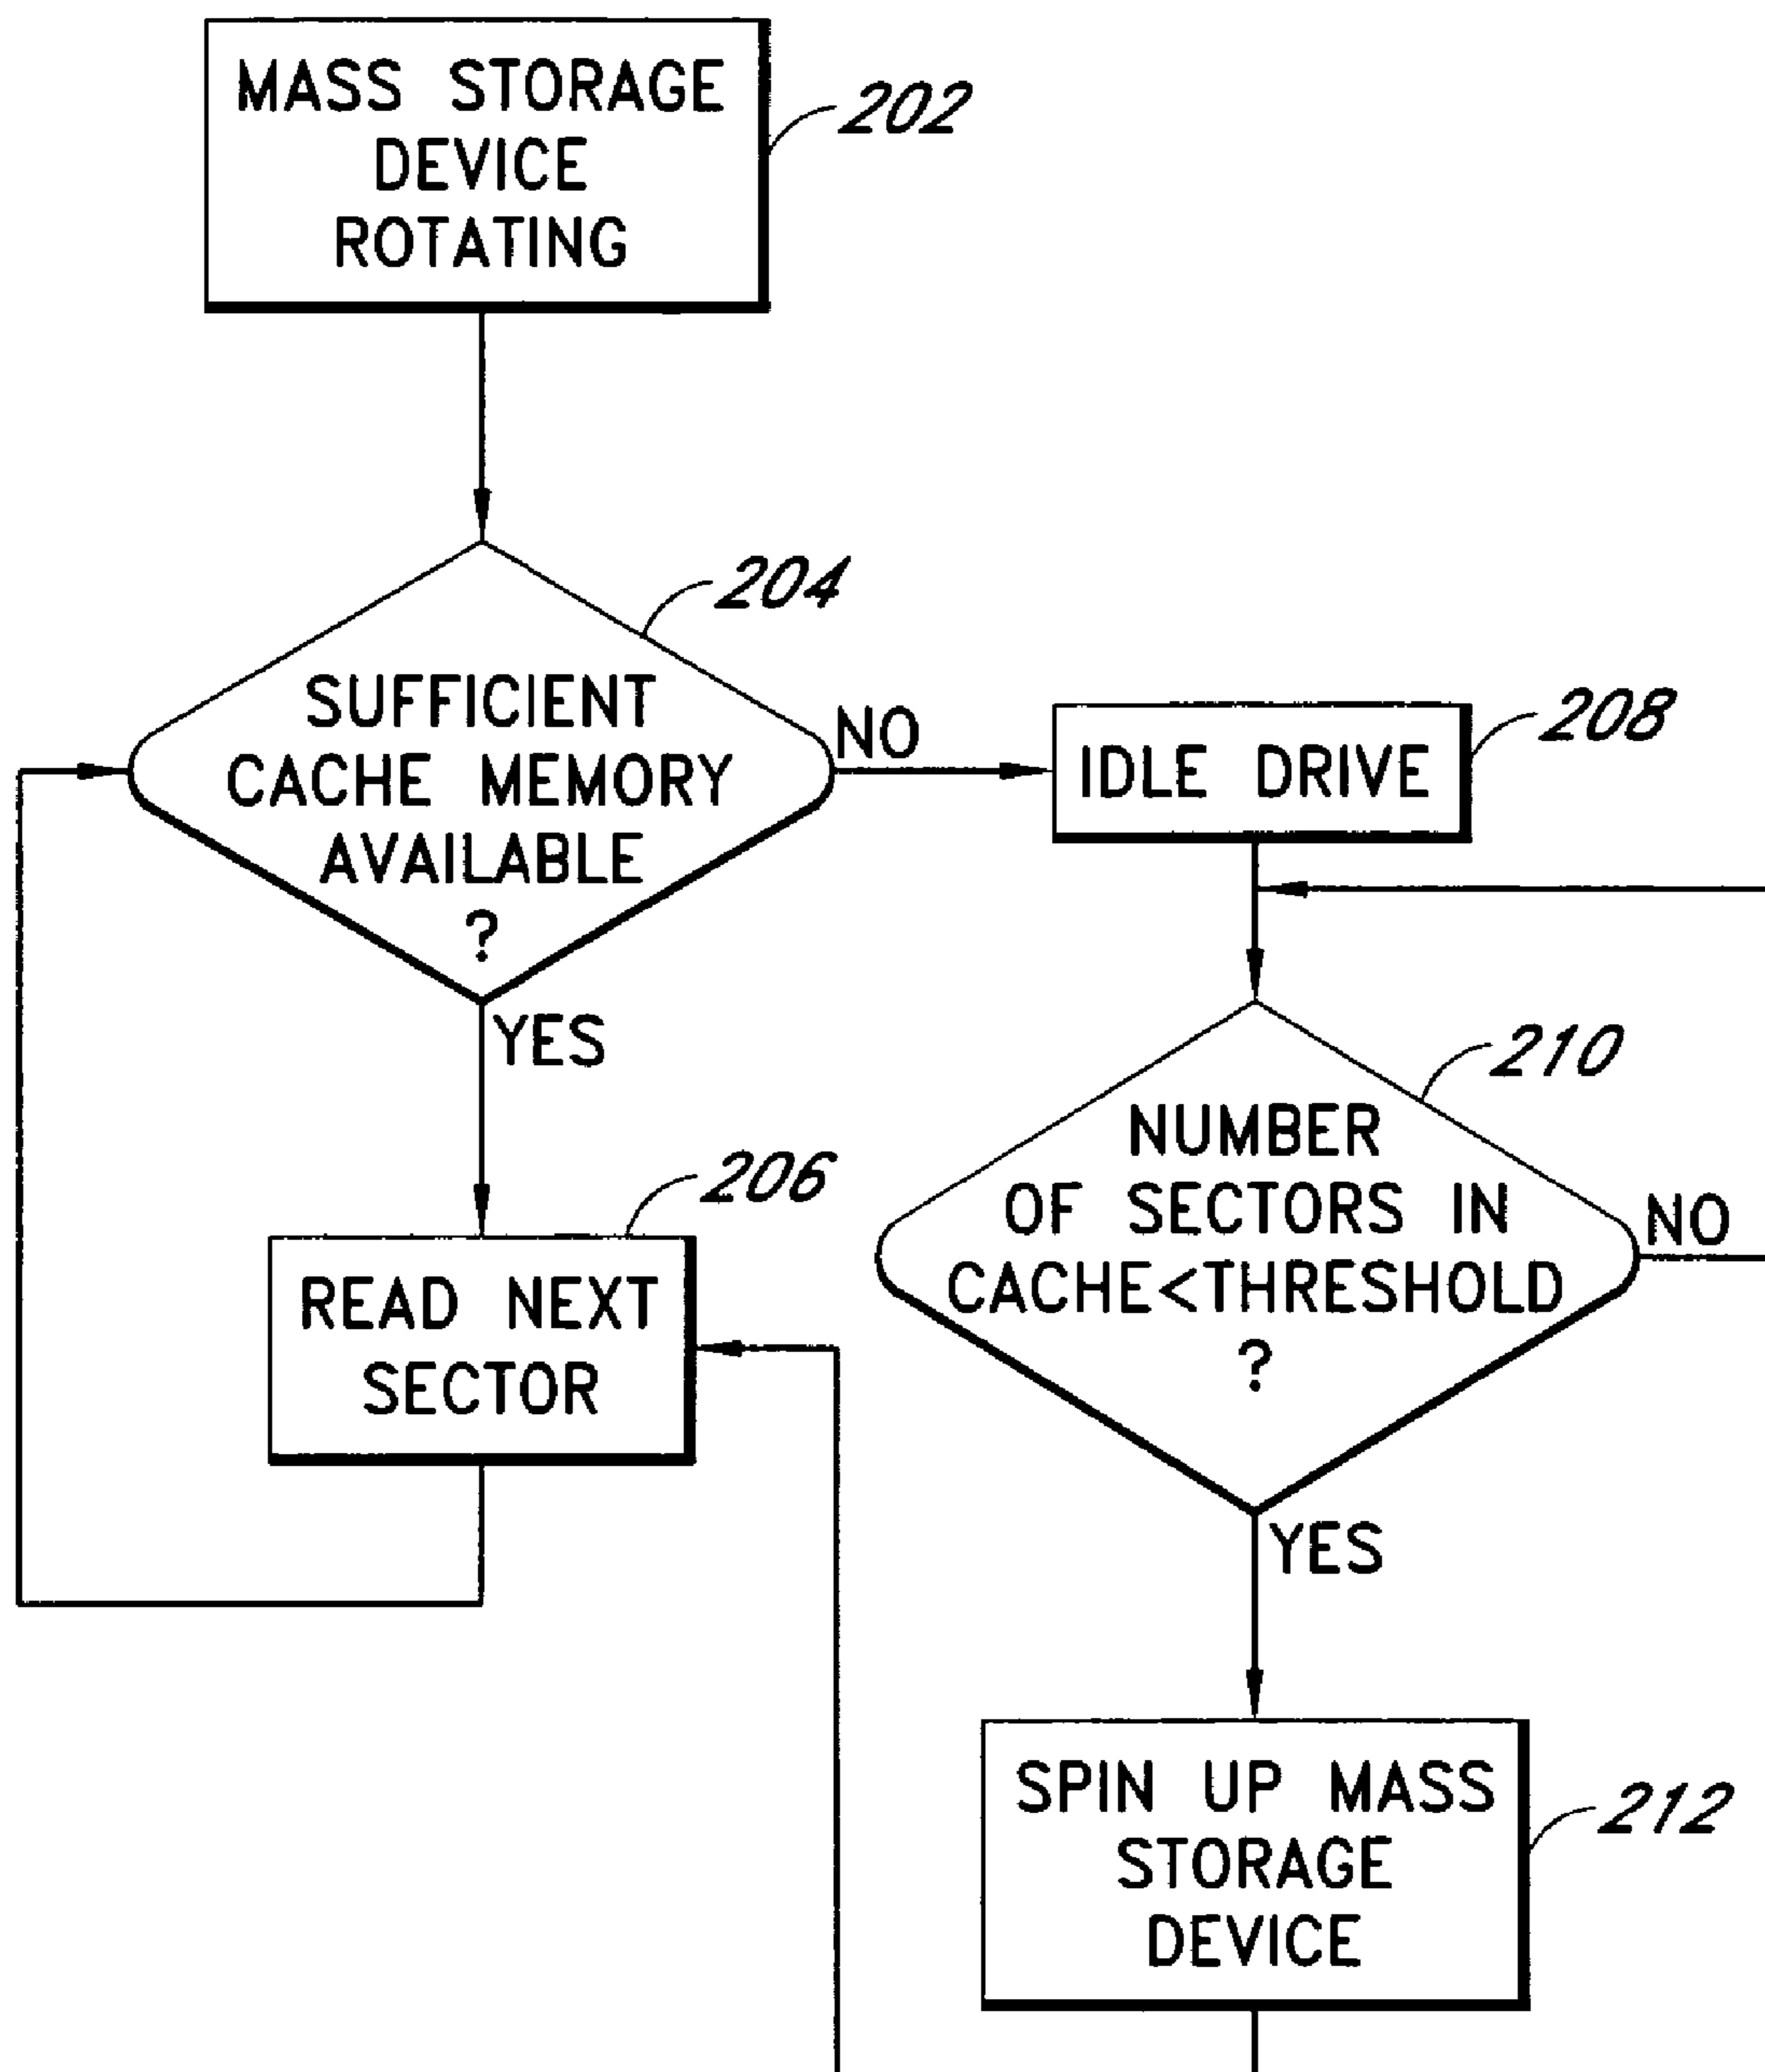 MASS STORAGE
DEVICE
ROTATING
202
204
SUFFICIENT
CACHE MEMORY
AVAILABLE
?
NO
YES
IDLE DRIVE
208
206
READ NEXT
SECTOR
210
NUMBER
OF SECTORS IN
CACHE<THRESHOLD
?
NO
YES
SPIN UP MASS
STORAGE
DEVICE
212